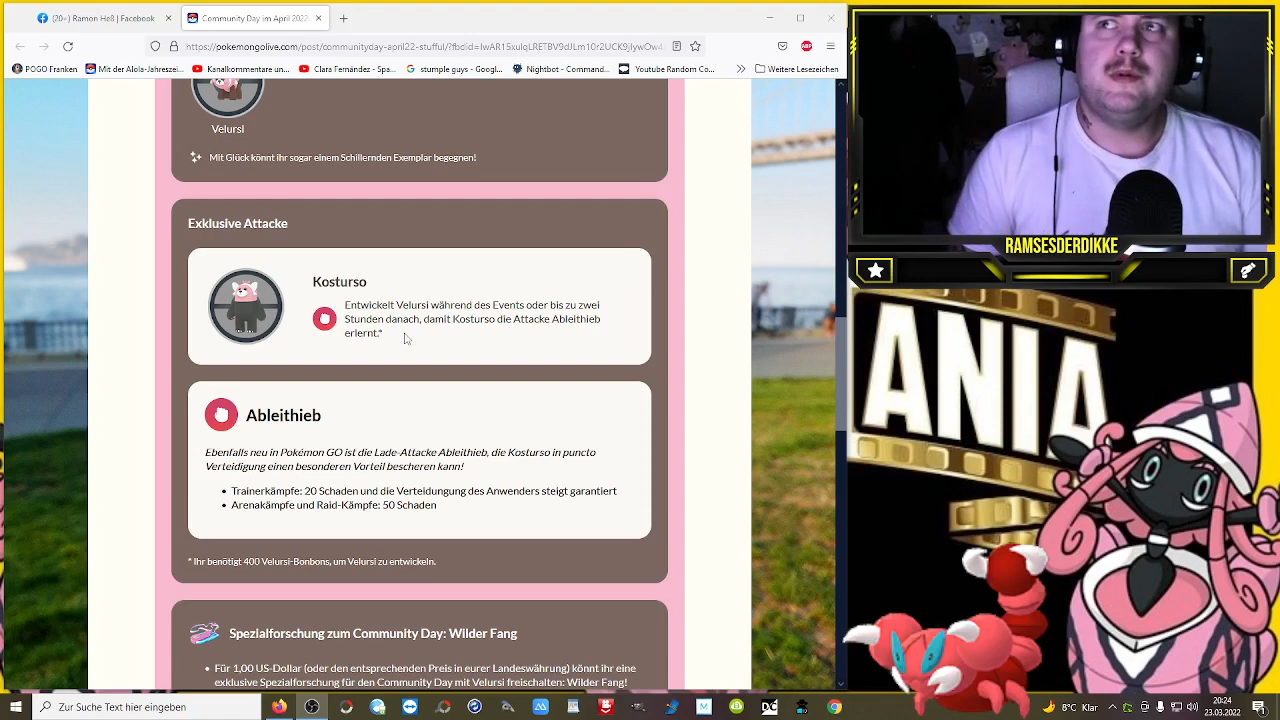 (20+) Ramon Heß | Facebook
Community Day im April 2022
https://pokemongolive.com/post/communityday-april22-stufful/?fbclid=
POGO Franken
Mit der Alola-Jahreszei...
Kommentare un...
Clara Fernández - Spa...
stumple guys - Googl...
Nightbot - Comman...
Youtube Random Co...
Weitere Lesezeichen
Velursi
Mit Glück könnt ihr sogar einem Schillernden Exemplar begegnen!
Exklusive Attacke
Kosturso
Entwickelt Velursi während des Events oder bis zu zwei
Stunden danach, damit Kosturso die Attacke Ableithieb
erlernt.*
Ableithieb
Ebenfalls neu in Pokémon GO ist die Lade-Attacke Ableithieb, die Kosturso in puncto
Verteidigung einen besonderen Vorteil bescheren kann!
• Trainerkämpfe: 20 Schaden und die Verteidungung des Anwenders steigt garantiert
• Arenakämpfe und Raid-Kämpfe: 50 Schaden
* Ihr benötigt 400 Velursi-Bonbons, um Velursi zu entwickeln.
Spezialforschung zum Community Day: Wilder Fang
• Für 1,00 US-Dollar (oder den entsprechenden Preis in eurer Landeswährung) könnt ihr eine
exklusive Spezialforschung für den Community Day mit Velursi freischalten: Wilder Fang!
RAMSESDERDIKKE
ANIA
Zur Suche Text hier eingeben
8°C Klar
20:24
23.03.2022